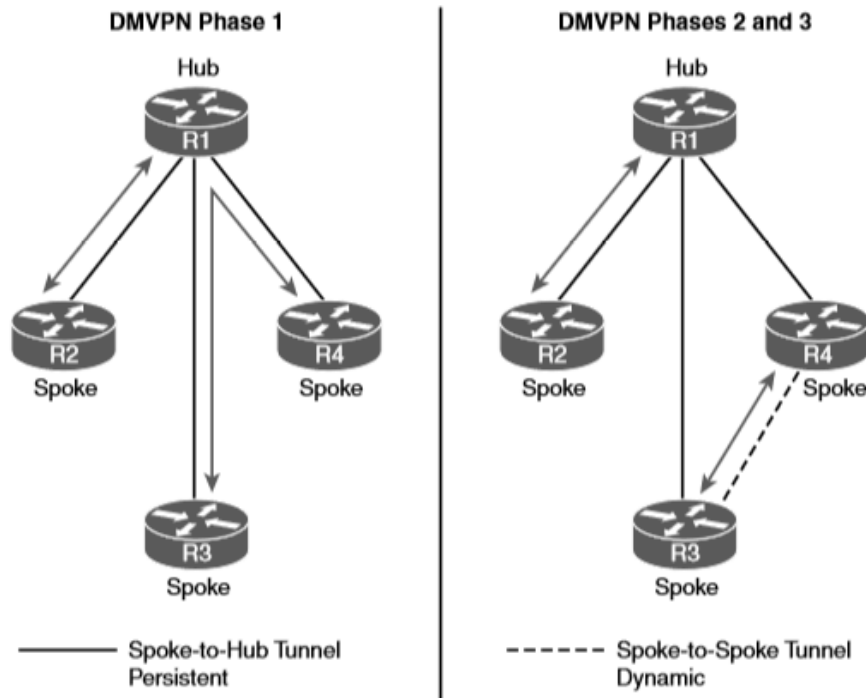 DMVPN Phase 1
Hub
R1
R2
Spoke
R4
Spoke
R3
Spoke
Spoke-to-Hub Tunnel
Persistent
DMVPN Phases 2 and 3
Hub
R1
R2
Spoke
R4
Spoke
R3
Spoke
Spoke-to-Spoke Tunnel
Dynamic